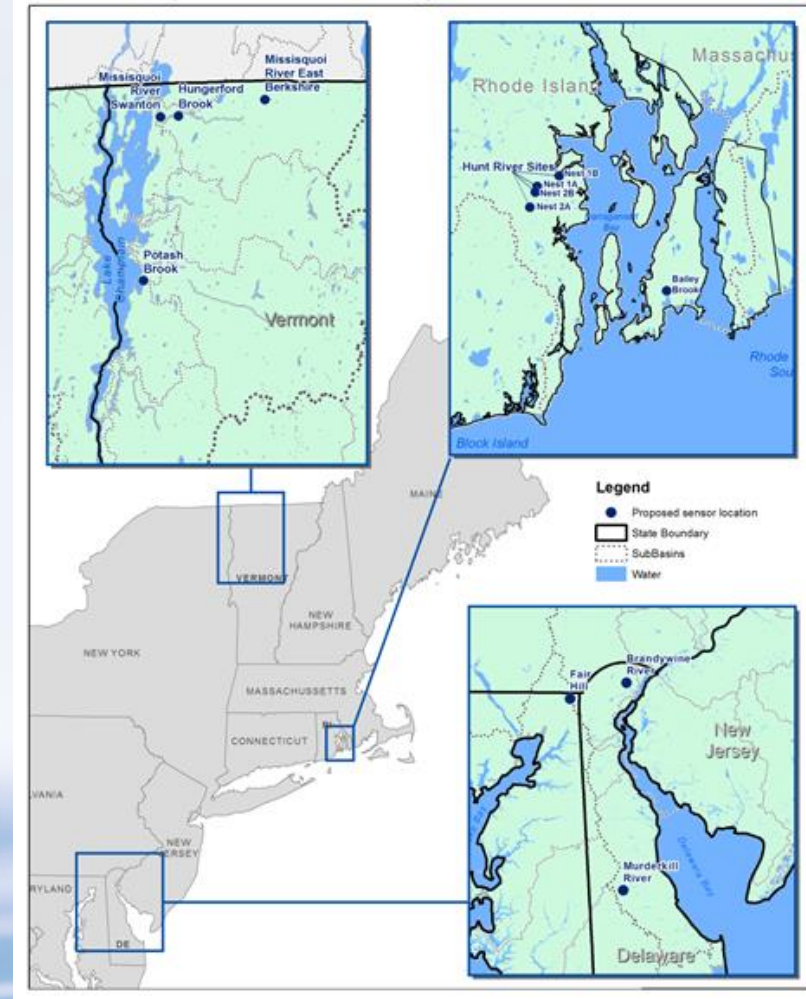 Missisquoi
River
Swanton
Hungerford
Brook
Missisquoi
River East
Berkshire
Potash
Brook
Lake
Champlain
Vermont
Massachus
Rhode Island
Hunt River Sites
Nest 1B
Nest 1A
Nest 2B
Nest 2A
Narragansett
Bay
Bailey
Brook
Rhode
Sou
Block Island
MAINE
VERMONT
NEW
HAMPSHIRE
NEW YORK
MASSACHUSSETTS
RI
CONNECTICUT
LVANIA
NEW
JERSEY
RYLAND
DE
Legend
Proposed sensor location
State Boundary
SubBasins
Water
Brandywine
River
Fair
Hill
New
Jersey
Murderkill
River
Delaware Bay
Delaware